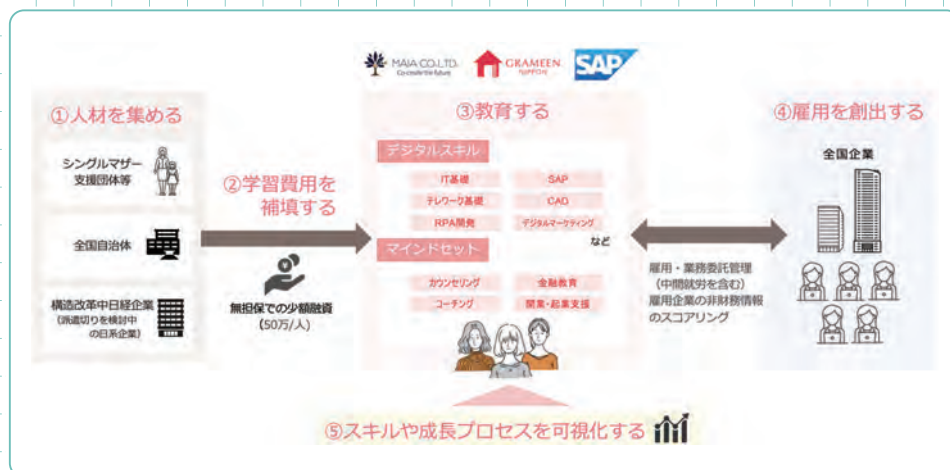 MAIA CO.LTD.
Co-create the future
GRAMEEN
NIPPON
SAP
①人材を集める
シングルマザー
支援団体等
全国自治体
構造改革中日経企業
(派遣切りを検討中
の日系企業)
②学習費用を
補填する
無担保での少額融資
(50万/人)
③教育する
デジタルスキル
IT基礎
SAP
テレワーク基礎
CAD
RPA開発
デジタルマーケティング
など
マインドセット
カウンセリング
金融教育
コーチング
開業・起業支援
④雇用を創出する
全国企業
雇用・業務委託管理
(中間就労を含む)
雇用企業の非財務情報
のスコアリング
⑤スキルや成長プロセスを可視化する